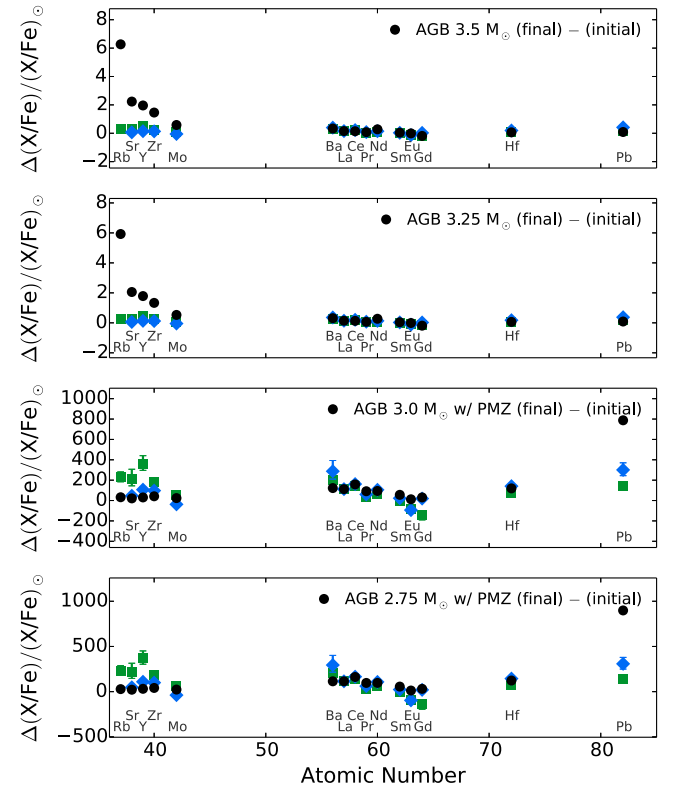 Δ(X/Fe)/(X/Fe)☉
8
6
4
2
0
−2
AGB 3.5 M☉ (final) − (initial)
Rb Sr Y Zr Mo Ba La Ce Pr Nd Sm Eu Gd Hf Pb
Δ(X/Fe)/(X/Fe)☉
8
6
4
2
0
−2
AGB 3.25 M☉ (final) − (initial)
Rb Sr Y Zr Mo Ba La Ce Pr Nd Sm Eu Gd Hf Pb
Δ(X/Fe)/(X/Fe)☉
1000
800
600
400
200
0
−200
−400
AGB 3.0 M☉ w/ PMZ (final) − (initial)
Rb Sr Y Zr Mo Ba La Ce Pr Nd Sm Eu Gd Hf Pb
Δ(X/Fe)/(X/Fe)☉
1000
500
0
−500
AGB 2.75 M☉ w/ PMZ (final) − (initial)
Rb Sr Y Zr Mo Ba La Ce Pr Nd Sm Eu Gd Hf Pb
40 50 60 70 80
Atomic Number